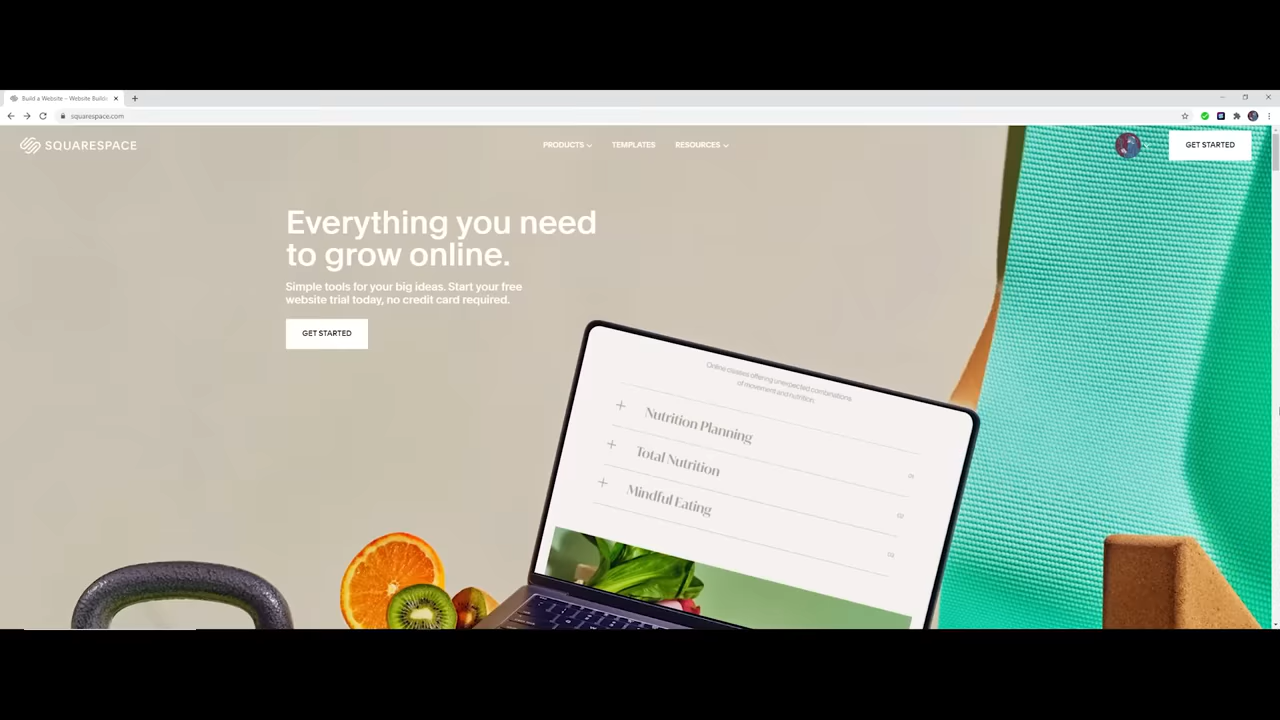 Build a Website – Website Builde
squarespace.com
SQUARESPACE
PRODUCTS
TEMPLATES
RESOURCES
GET STARTED
Everything you need
to grow online.
Simple tools for your big ideas. Start your free
website trial today, no credit card required.
GET STARTED
Online classes offering unexpected combinations
of movement and nutrition.
Nutrition Planning
Total Nutrition
Mindful Eating